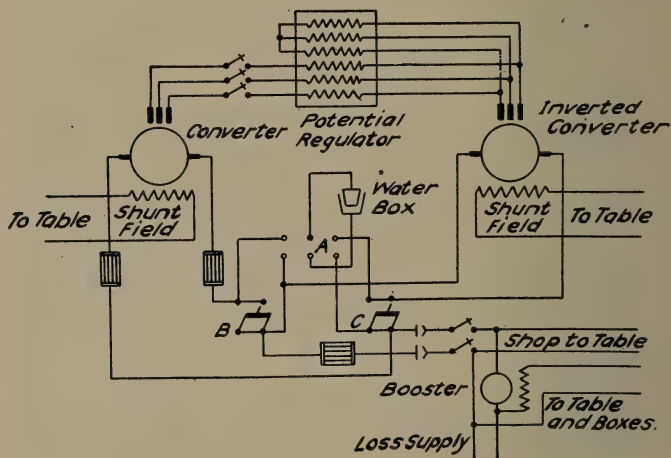 Potential
Regulator
Converter
Inverted
Converter
Water
Box
To Table
Shunt
Field
Shunt
Field
To Table
A
B
C
Shop to Table
Booster
To Table
and Boxes.
Loss Supply